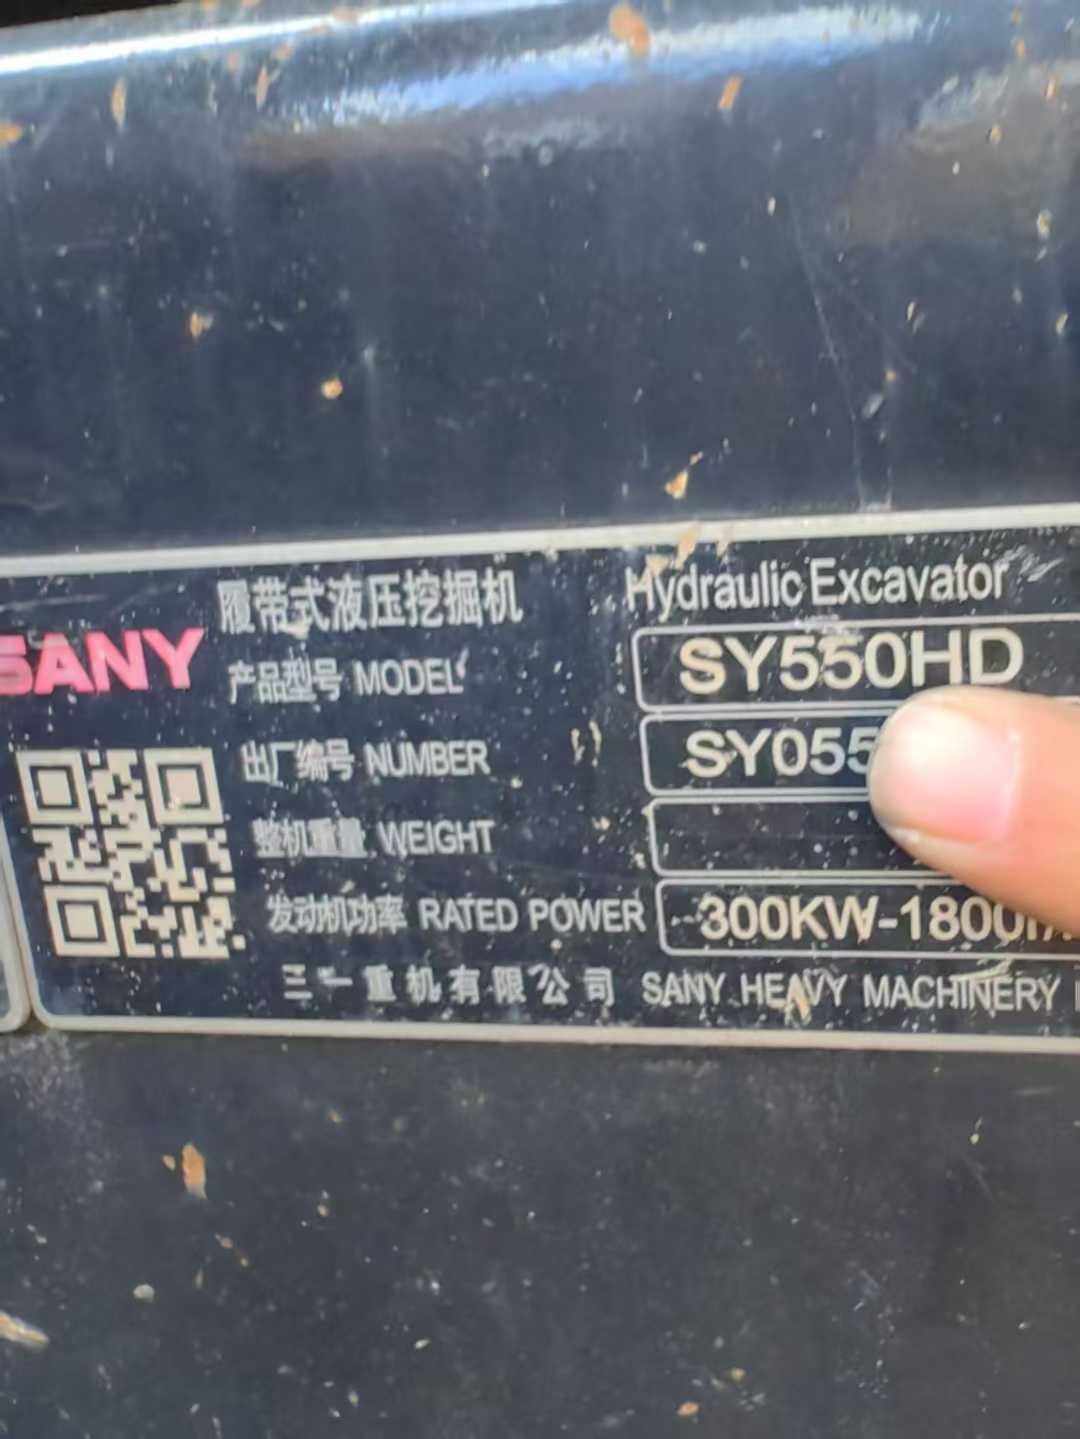 履带式液压挖掘机 Hydraulic Excavator
SANY
产品型号 MODEL SY550HD
出厂编号 NUMBER SY055
整机重量 WEIGHT
发动机功率 RATED POWER 300KW-1800
三一重机有限公司 SANY HEAVY MACHINERY